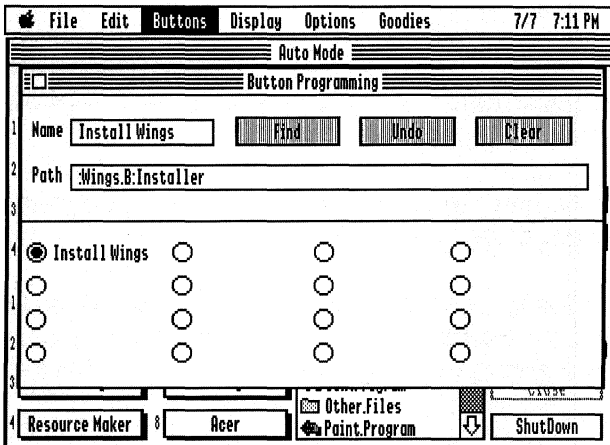 File Edit Buttons Display Options Goodies 7/7 7:11 PM
Auto Mode
Button Programming
1
Name Install Wings Find Undo Clear
2
Path :Wings.B:Installer
3
4
Install Wings
1
2
3
Close
Other.Files
4 Resource Maker 8 Acer Paint.Program ShutDown